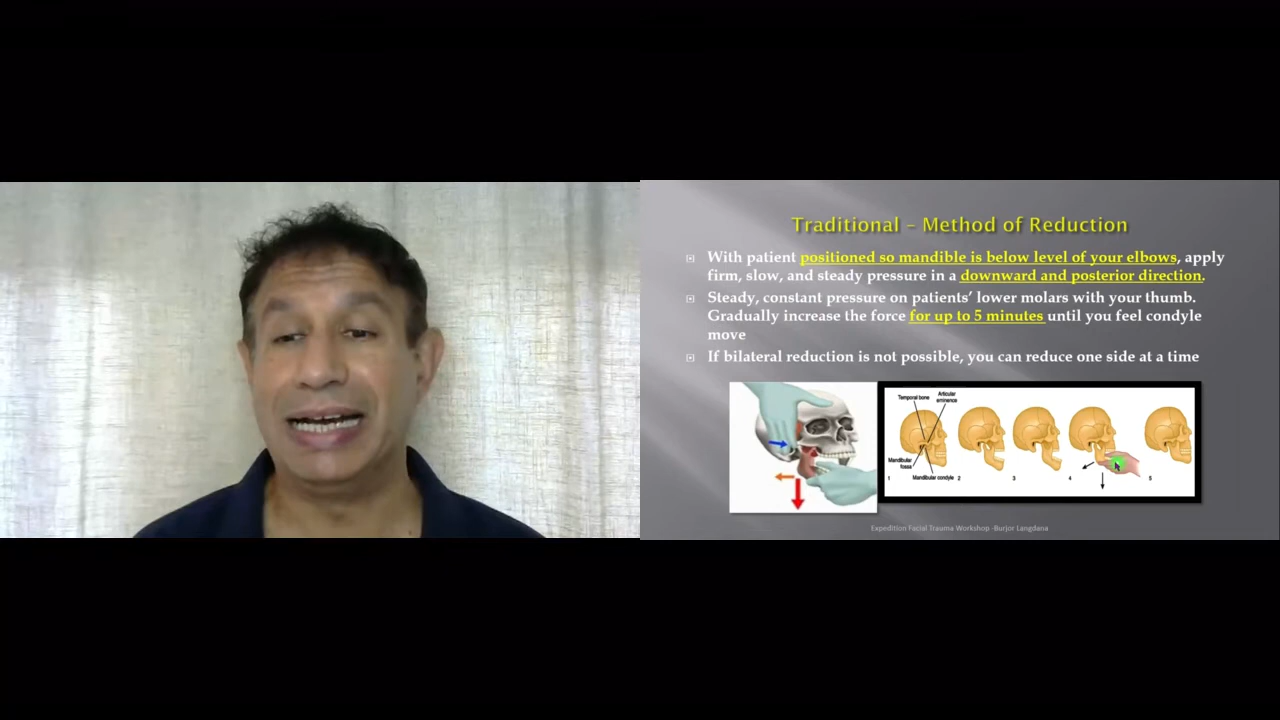 Traditional – Method of Reduction
With patient positioned so mandible is below level of your elbows, apply
firm, slow, and steady pressure in a downward and posterior direction.
Steady, constant pressure on patients’ lower molars with your thumb.
Gradually increase the force for up to 5 minutes until you feel condyle
move
If bilateral reduction is not possible, you can reduce one side at a time
Temporal bone
Articular
eminence
Mandibular
fossa
Mandibular condyle
1 2 3 4 5
Expedition Facial Trauma Workshop -Burjor Langdana